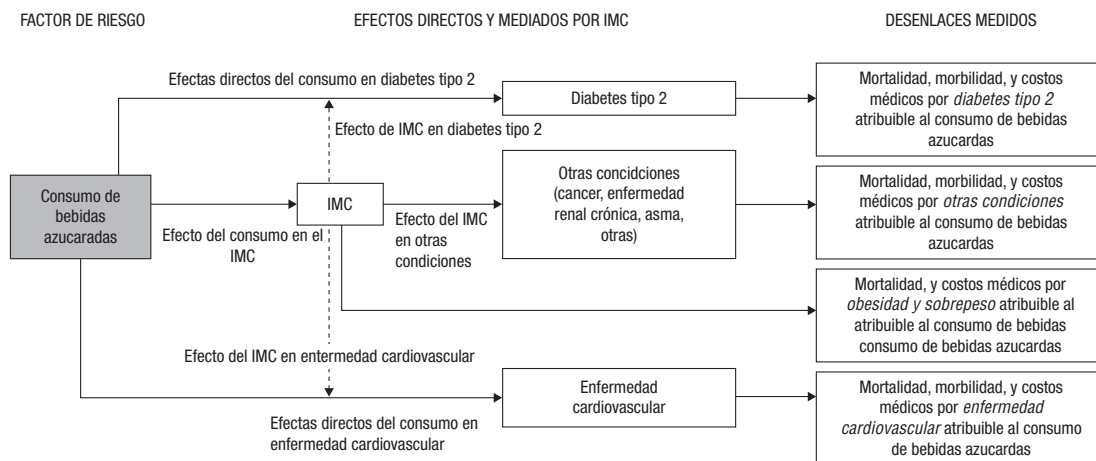 FACTOR DE RIESGO
EFECTOS DIRECTOS Y MEDIADOS POR IMC
DESENLACES MEDIDOS
Efectas directos del consumo en diabetes tipo 2
Diabetes tipo 2
Mortalidad, morbilidad, y costos
médicos por diabetes tipo 2
atribuible al consumo de bebidas
azucardas
Efecto de IMC en diabetes tipo 2
Consumo de
bebidas
azucaradas
Efecto del consumo en el
IMC
IMC
Efecto del IMC
en otras
condiciones
Otras concidciones
(cancer, enfermedad
renal crónica, asma,
otras)
Mortalidad, morbilidad, y costos
médicos por otras condiciones
atribuible al consumo de bebidas
azucardas
Mortalidad, y costos médicos por
obesidad y sobrepeso atribuible al
atribuible al consumo de bebidas
consumo de bebidas azucardas
Efecto del IMC en entermedad cardiovascular
Efectas directos del consumo en
enfermedad cardiovascular
Enfermedad
cardiovascular
Mortalidad, morbilidad, y costos
médicos por enfermedad
cardiovascular atribuible al consumo
de bebidas azucardas